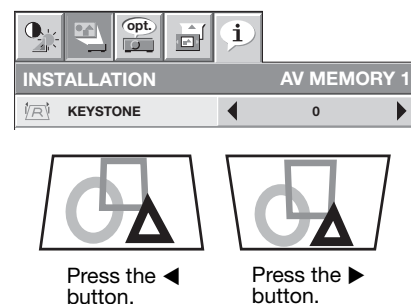 opt.
i
INSTALLATION AV MEMORY 1
R KEYSTONE ◀ 0 ▶
Press the ◀ Press the ▶
button. button.